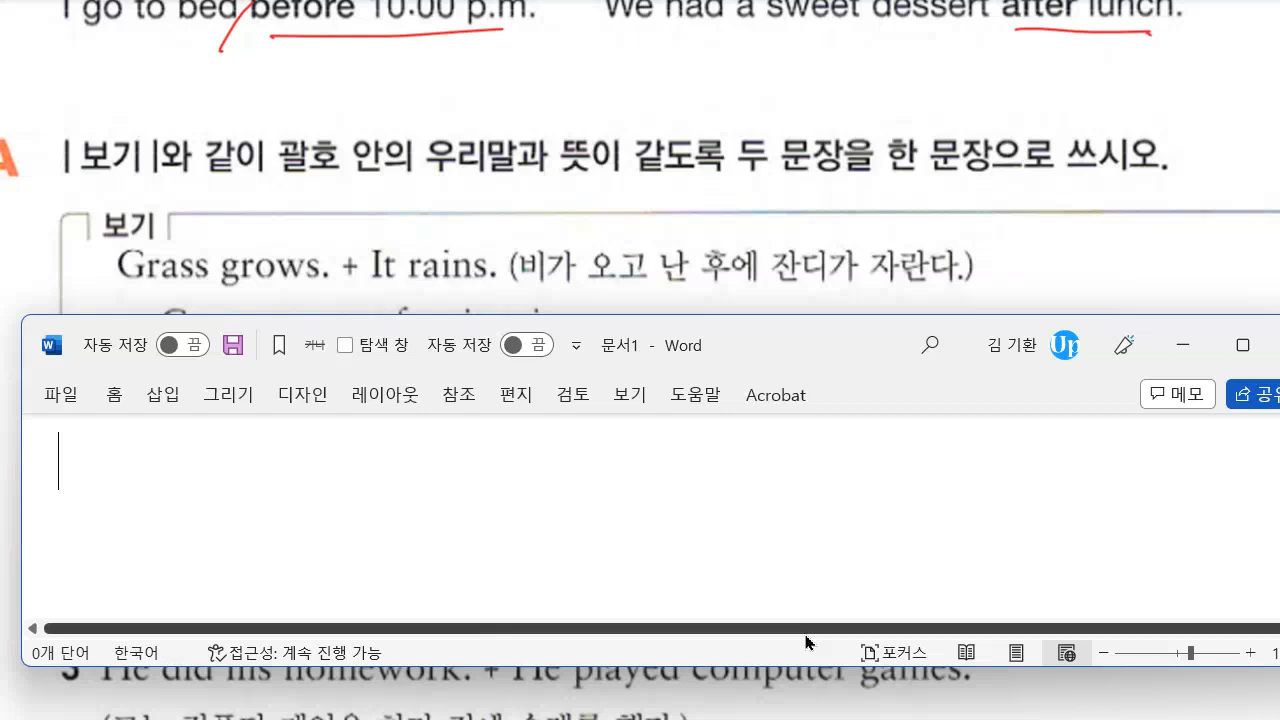 I go to bed before 10:00 p.m. We had a sweet dessert after lunch.
A |보기|와 같이 괄호 안의 우리말과 뜻이 같도록 두 문장을 한 문장으로 쓰시오.
보기
Grass grows. + It rains. (비가 오고 난 후에 잔디가 자란다.)
자동 저장 끔 가나 탐색 창 자동 저장 끔 문서1 - Word 김 기환 Up
파일 홈 삽입 그리기 디자인 레이아웃 참조 편지 검토 보기 도움말 Acrobat 메모 공유
0개 단어 한국어 접근성: 계속 진행 가능 포커스 - + 1
3 He did his homework. + He played computer games.